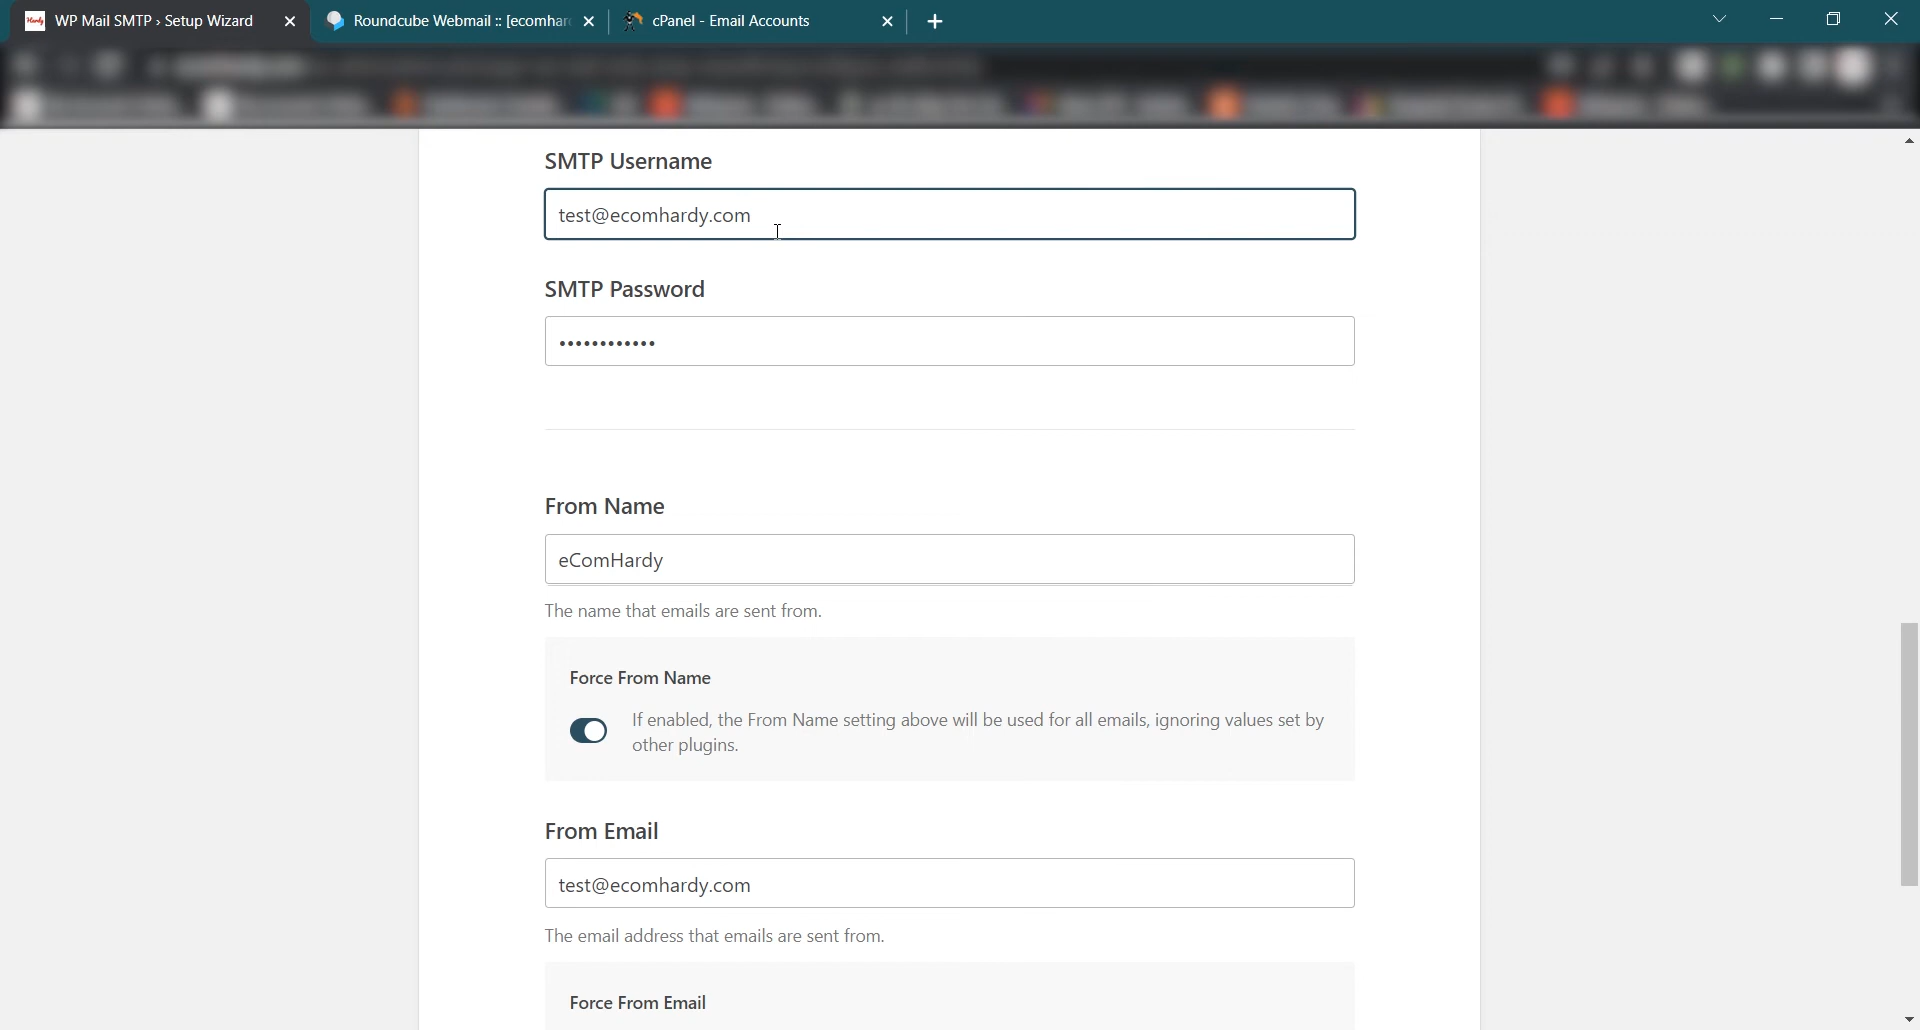 WP Mail SMTP › Setup Wizard
Roundcube Webmail :: [ecomhar
cPanel - Email Accounts
SMTP Username
test@ecomhardy.com
SMTP Password
••••••••••••
From Name
eComHardy
The name that emails are sent from.
Force From Name
If enabled, the From Name setting above will be used for all emails, ignoring values set by
other plugins.
From Email
test@ecomhardy.com
The email address that emails are sent from.
Force From Email